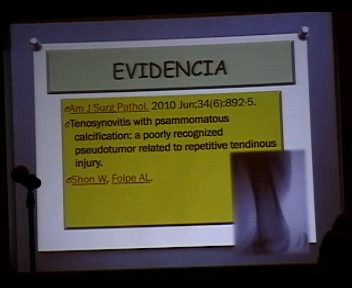 EVIDENCIA
Am J Surg Pathol. 2010 Jun;34(6):892-5.
Tenosynovitis with psammomatous
calcification: a poorly recognized
pseudotumor related to repetitive tendinous
injury.
Shon W, Folpe AL.